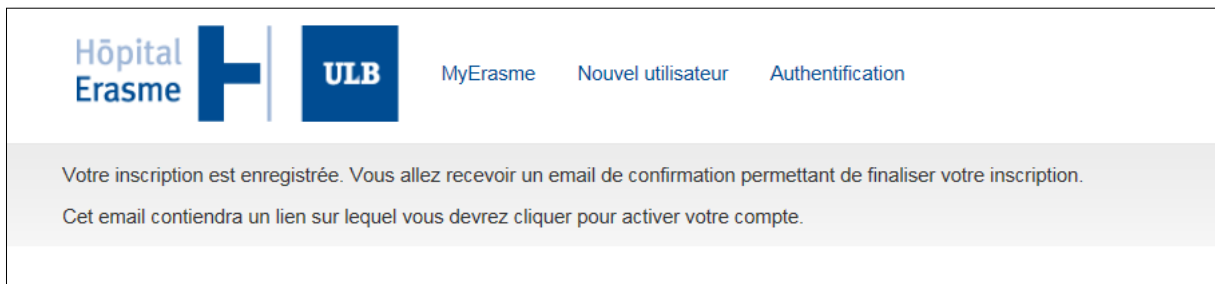 Hōpital
Erasme
ULB
MyErasme Nouvel utilisateur Authentification
Votre inscription est enregistrée. Vous allez recevoir un email de confirmation permettant de finaliser votre inscription.
Cet email contiendra un lien sur lequel vous devrez cliquer pour activer votre compte.